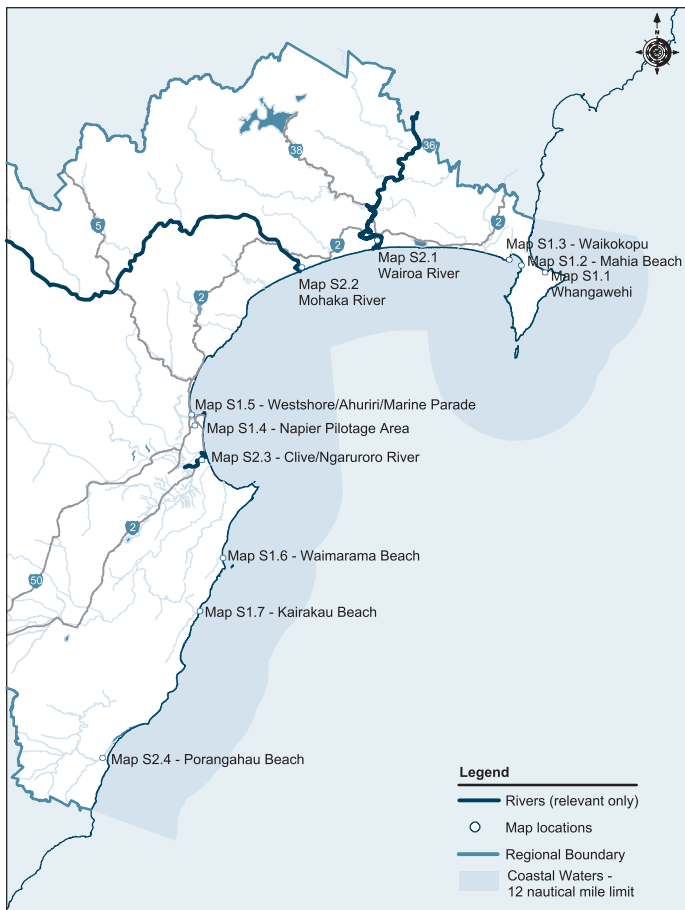 N
38
36
5
2
2
Map S1.3 - Waikokopu
Map S1.2 - Mahia Beach
Map S1.1
Whangawehi
Map S2.1
Wairoa River
Map S2.2
Mohaka River
2
Map S1.5 - Westshore/Ahuriri/Marine Parade
Map S1.4 - Napier Pilotage Area
Map S2.3 - Clive/Ngaruroro River
2
Map S1.6 - Waimarama Beach
50
Map S1.7 - Kairakau Beach
Map S2.4 - Porangahau Beach
Legend
Rivers (relevant only)
Map locations
Regional Boundary
Coastal Waters -
12 nautical mile limit